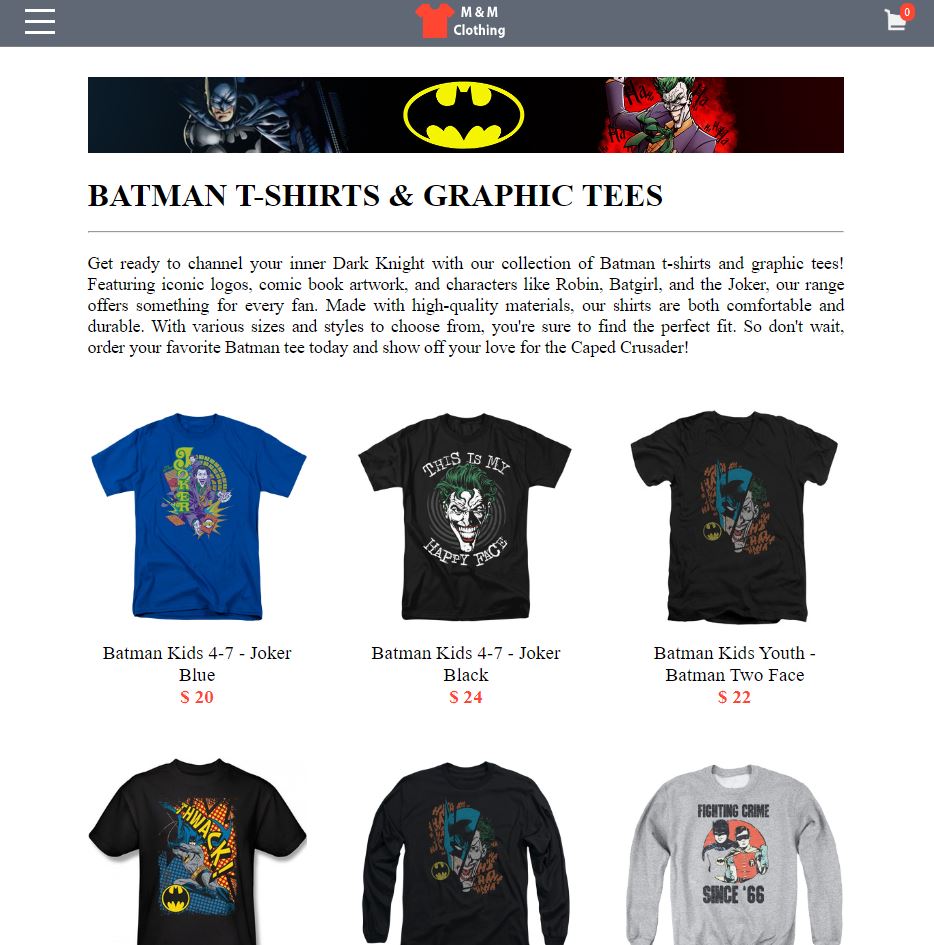 M & M
Clothing
0
BATMAN T-SHIRTS & GRAPHIC TEES
Get ready to channel your inner Dark Knight with our collection of Batman t-shirts and graphic tees!
Featuring iconic logos, comic book artwork, and characters like Robin, Batgirl, and the Joker, our range
offers something for every fan. Made with high-quality materials, our shirts are both comfortable and
durable. With various sizes and styles to choose from, you're sure to find the perfect fit. So don't wait,
order your favorite Batman tee today and show off your love for the Caped Crusader!
JOKER
THIS IS MY
HAPPY FACE
Batman Kids 4-7 - Joker
Blue
$ 20
Batman Kids 4-7 - Joker
Black
$ 24
Batman Kids Youth -
Batman Two Face
$ 22
THWACK!
FIGHTING CRIME
SINCE '66